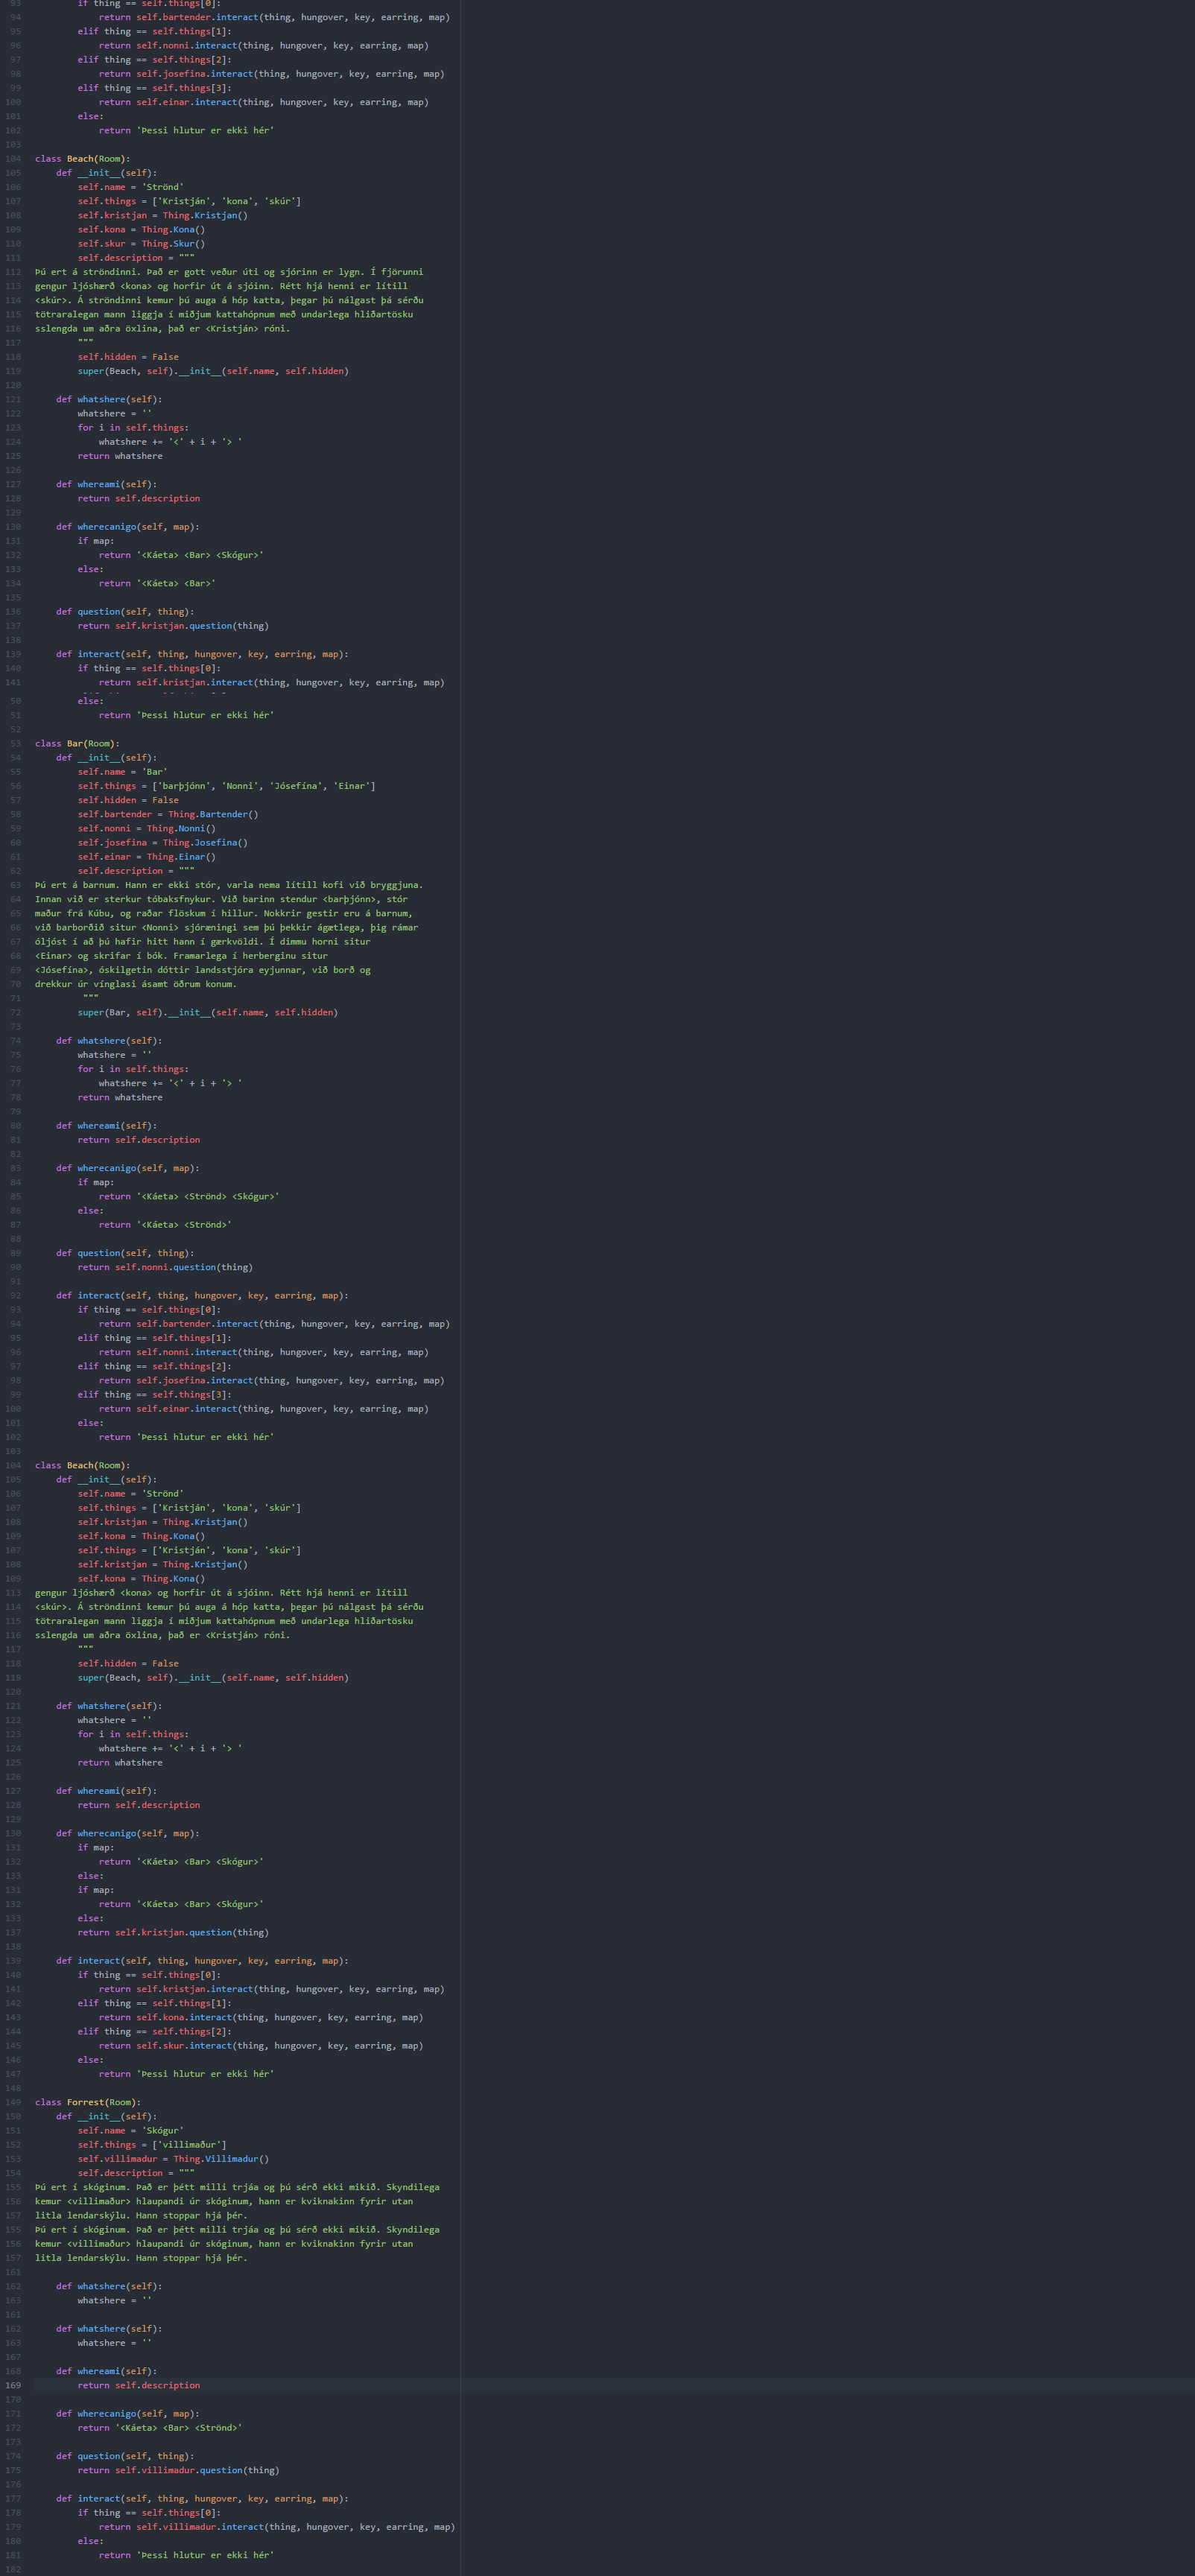 93         if thing == self.things[0]:
94             return self.bartender.interact(thing, hungover, key, earring, map)
95         elif thing == self.things[1]:
96             return self.nonni.interact(thing, hungover, key, earring, map)
97         elif thing == self.things[2]:
98             return self.josefina.interact(thing, hungover, key, earring, map)
99         elif thing == self.things[3]:
100             return self.einar.interact(thing, hungover, key, earring, map)
101         else:
102             return 'Þessi hlutur er ekki hér'
103
104 class Beach(Room):
105     def __init__(self):
106         self.name = 'Strönd'
107         self.things = ['Kristján', 'kona', 'skúr']
108         self.kristjan = Thing.Kristjan()
109         self.kona = Thing.Kona()
110         self.skur = Thing.Skur()
111         self.description = """
112 Þú ert á ströndinni. Það er gott veður úti og sjórinn er lygn. Í fjörunni
113 gengur ljóshærð <kona> og horfir út á sjóinn. Rétt hjá henni er lítill
114 <skúr>. Á ströndinni kemur þú auga á hóp katta, þegar þú nálgast þá sérðu
115 tötraralegan mann liggja í miðjum kattahópnum með undarlega hliðartösku
116 sslengda um aðra öxlina, það er <Kristján> róni.
117         """
118         self.hidden = False
119         super(Beach, self).__init__(self.name, self.hidden)
120
121     def whatshere(self):
122         whatshere = ''
123         for i in self.things:
124             whatshere += '<' + i + '> '
125         return whatshere
126
127     def whereami(self):
128         return self.description
129
130     def wherecanigo(self, map):
131         if map:
132             return '<Káeta> <Bar> <Skógur>'
133         else:
134             return '<Káeta> <Bar>'
135
136     def question(self, thing):
137         return self.kristjan.question(thing)
138
139     def interact(self, thing, hungover, key, earring, map):
140         if thing == self.things[0]:
141             return self.kristjan.interact(thing, hungover, key, earring, map)
50         else:
51             return 'Þessi hlutur er ekki hér'
52
53 class Bar(Room):
54     def __init__(self):
55         self.name = 'Bar'
56         self.things = ['barþjónn', 'Nonni', 'Jósefína', 'Einar']
57         self.hidden = False
58         self.bartender = Thing.Bartender()
59         self.nonni = Thing.Nonni()
60         self.josefina = Thing.Josefina()
61         self.einar = Thing.Einar()
62         self.description = """
63 Þú ert á barnum. Hann er ekki stór, varla nema lítill kofi við bryggjuna.
64 Innan við er sterkur tóbaksfnykur. Við barinn stendur <barþjónn>, stór
65 maður frá Kúbu, og raðar flöskum í hillur. Nokkrir gestir eru á barnum,
66 við barborðið situr <Nonni> sjóræningi sem þú þekkir ágætlega, þig rámar
67 óljóst í að þú hafir hitt hann í gærkvöldi. Í dimmu horni situr
68 <Einar> og skrifar í bók. Framarlega í herberginu situr
69 <Jósefína>, óskilgetin dóttir landsstjóra eyjunnar, við borð og
70 drekkur úr vínglasi ásamt öðrum konum.
71          """
72         super(Bar, self).__init__(self.name, self.hidden)
73
74     def whatshere(self):
75         whatshere = ''
76         for i in self.things:
77             whatshere += '<' + i + '> '
78         return whatshere
79
80     def whereami(self):
81         return self.description
82
83     def wherecanigo(self, map):
84         if map:
85             return '<Káeta> <Strönd> <Skógur>'
86         else:
87             return '<Káeta> <Strönd>'
88
89     def question(self, thing):
90         return self.nonni.question(thing)
91
92     def interact(self, thing, hungover, key, earring, map):
93         if thing == self.things[0]:
94             return self.bartender.interact(thing, hungover, key, earring, map)
95         elif thing == self.things[1]:
96             return self.nonni.interact(thing, hungover, key, earring, map)
97         elif thing == self.things[2]:
98             return self.josefina.interact(thing, hungover, key, earring, map)
99         elif thing == self.things[3]:
100             return self.einar.interact(thing, hungover, key, earring, map)
101         else:
102             return 'Þessi hlutur er ekki hér'
103
104 class Beach(Room):
105     def __init__(self):
106         self.name = 'Strönd'
107         self.things = ['Kristján', 'kona', 'skúr']
108         self.kristjan = Thing.Kristjan()
109         self.kona = Thing.Kona()
107         self.things = ['Kristján', 'kona', 'skúr']
108         self.kristjan = Thing.Kristjan()
109         self.kona = Thing.Kona()
113 gengur ljóshærð <kona> og horfir út á sjóinn. Rétt hjá henni er lítill
114 <skúr>. Á ströndinni kemur þú auga á hóp katta, þegar þú nálgast þá sérðu
115 tötraralegan mann liggja í miðjum kattahópnum með undarlega hliðartösku
116 sslengda um aðra öxlina, það er <Kristján> róni.
117         """
118         self.hidden = False
119         super(Beach, self).__init__(self.name, self.hidden)
120
121     def whatshere(self):
122         whatshere = ''
123         for i in self.things:
124             whatshere += '<' + i + '> '
125         return whatshere
126
127     def whereami(self):
128         return self.description
129
130     def wherecanigo(self, map):
131         if map:
132             return '<Káeta> <Bar> <Skógur>'
133         else:
131         if map:
132             return '<Káeta> <Bar> <Skógur>'
133         else:
137         return self.kristjan.question(thing)
138
139     def interact(self, thing, hungover, key, earring, map):
140         if thing == self.things[0]:
141             return self.kristjan.interact(thing, hungover, key, earring, map)
142         elif thing == self.things[1]:
143             return self.kona.interact(thing, hungover, key, earring, map)
144         elif thing == self.things[2]:
145             return self.skur.interact(thing, hungover, key, earring, map)
146         else:
147             return 'Þessi hlutur er ekki hér'
148
149 class Forrest(Room):
150     def __init__(self):
151         self.name = 'Skógur'
152         self.things = ['villimaður']
153         self.villimadur = Thing.Villimadur()
154         self.description = """
155 Þú ert í skóginum. Það er þétt milli trjáa og þú sérð ekki mikið. Skyndilega
156 kemur <villimaður> hlaupandi úr skóginum, hann er kviknakinn fyrir utan
157 litla lendarskýlu. Hann stoppar hjá þér.
155 Þú ert í skóginum. Það er þétt milli trjáa og þú sérð ekki mikið. Skyndilega
156 kemur <villimaður> hlaupandi úr skóginum, hann er kviknakinn fyrir utan
157 litla lendarskýlu. Hann stoppar hjá þér.
161
162     def whatshere(self):
163         whatshere = ''
161
162     def whatshere(self):
163         whatshere = ''
167
168     def whereami(self):
169         return self.description
170
171     def wherecanigo(self, map):
172         return '<Káeta> <Bar> <Strönd>'
173
174     def question(self, thing):
175         return self.villimadur.question(thing)
176
177     def interact(self, thing, hungover, key, earring, map):
178         if thing == self.things[0]:
179             return self.villimadur.interact(thing, hungover, key, earring, map)
180         else:
181             return 'Þessi hlutur er ekki hér'
182